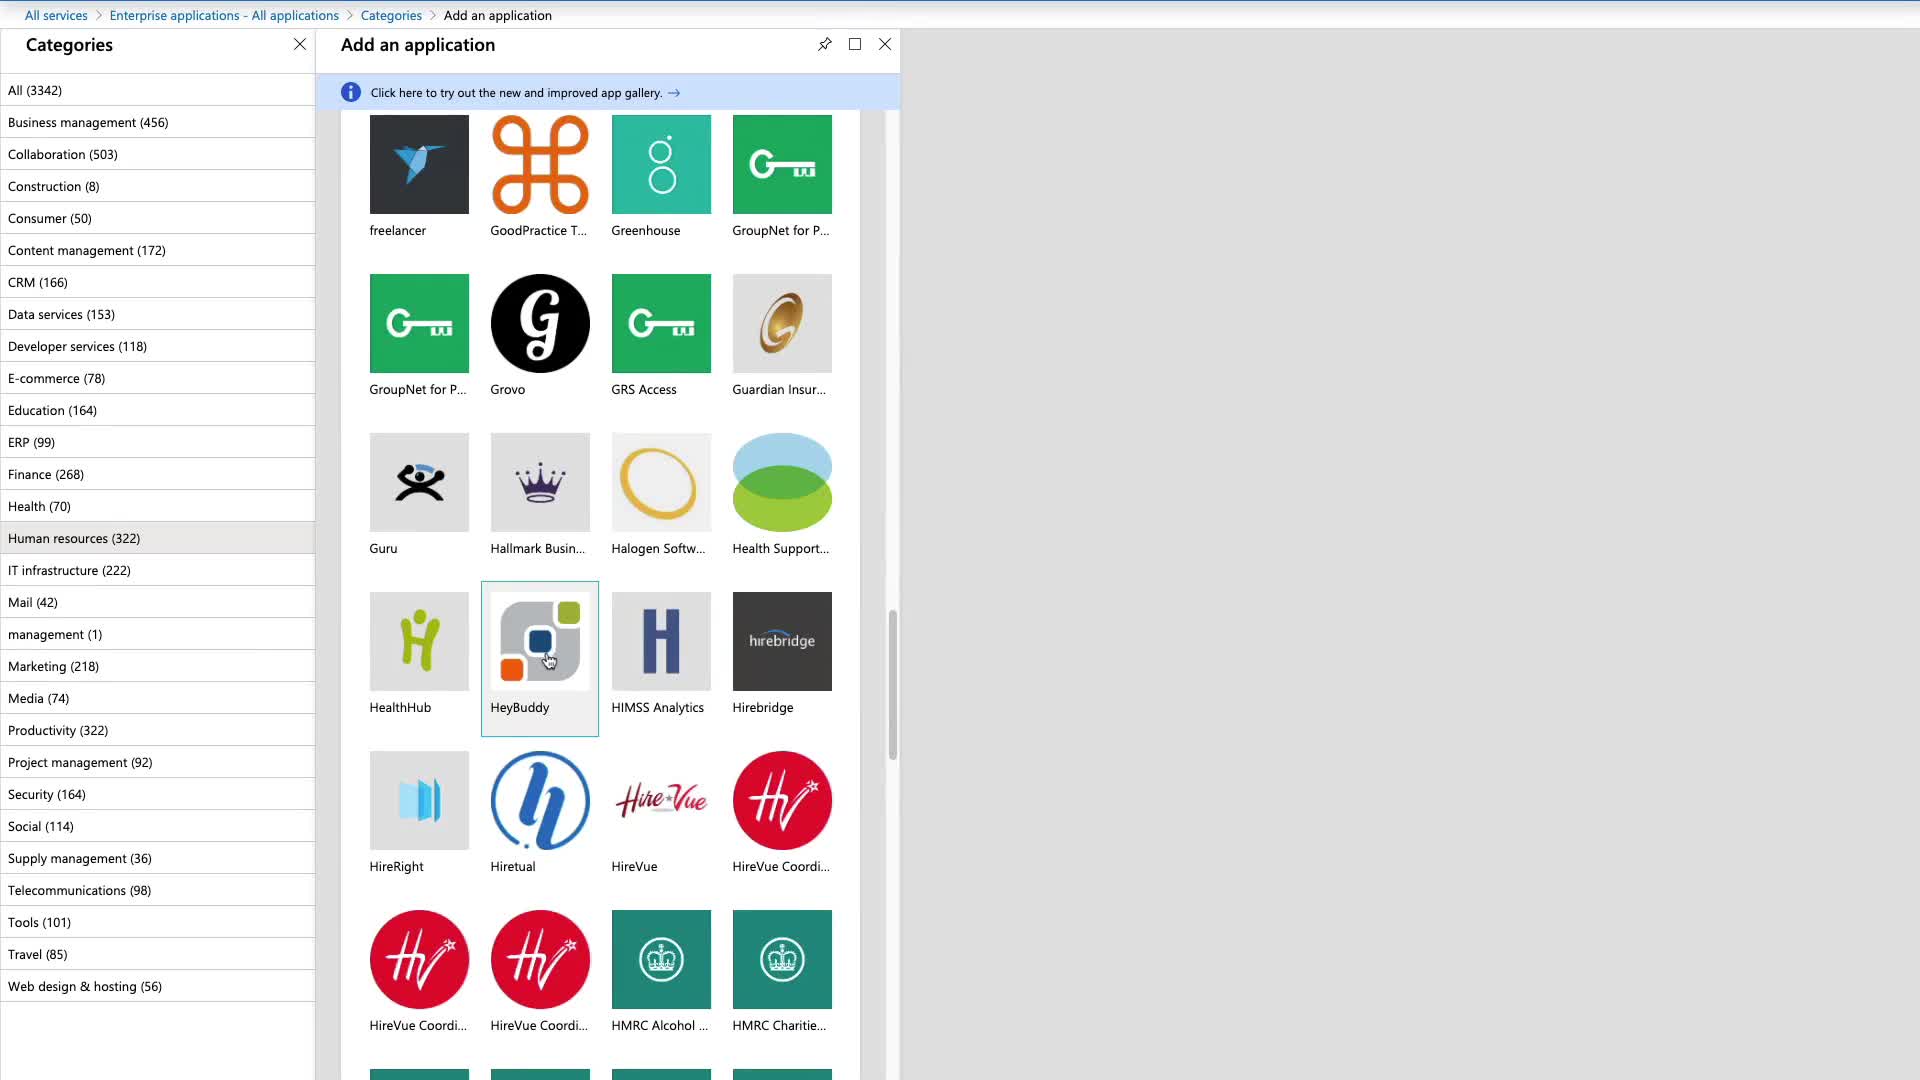 All services > Enterprise applications - All applications > Categories > Add an application
Categories
All (3342)
Business management (456)
Collaboration (503)
Construction (8)
Consumer (50)
Content management (172)
CRM (166)
Data services (153)
Developer services (118)
E-commerce (78)
Education (164)
ERP (99)
Finance (268)
Health (70)
Human resources (322)
IT infrastructure (222)
Mail (42)
management (1)
Marketing (218)
Media (74)
Productivity (322)
Project management (92)
Security (164)
Social (114)
Supply management (36)
Telecommunications (98)
Tools (101)
Travel (85)
Web design & hosting (56)
Add an application
Click here to try out the new and improved app gallery. →
freelancer
GoodPractice T...
Greenhouse
GroupNet for P...
GroupNet for P...
Grovo
GRS Access
Guardian Insur...
Guru
Hallmark Busin...
Halogen Softw...
Health Support...
hirebridge
HealthHub
HeyBuddy
HIMSS Analytics
Hirebridge
HireVue
HireRight
Hiretual
HireVue
HireVue Coordi...
HireVue Coordi...
HireVue Coordi...
HMRC Alcohol ...
HMRC Charitie...